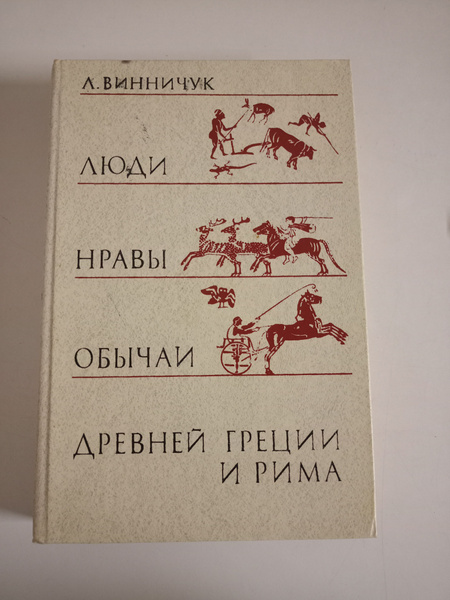 Л. ВИННИЧУК
ЛЮДИ
НРАВЫ
ОБЫЧАИ
ДРЕВНЕЙ ГРЕЦИИ
И РИМА